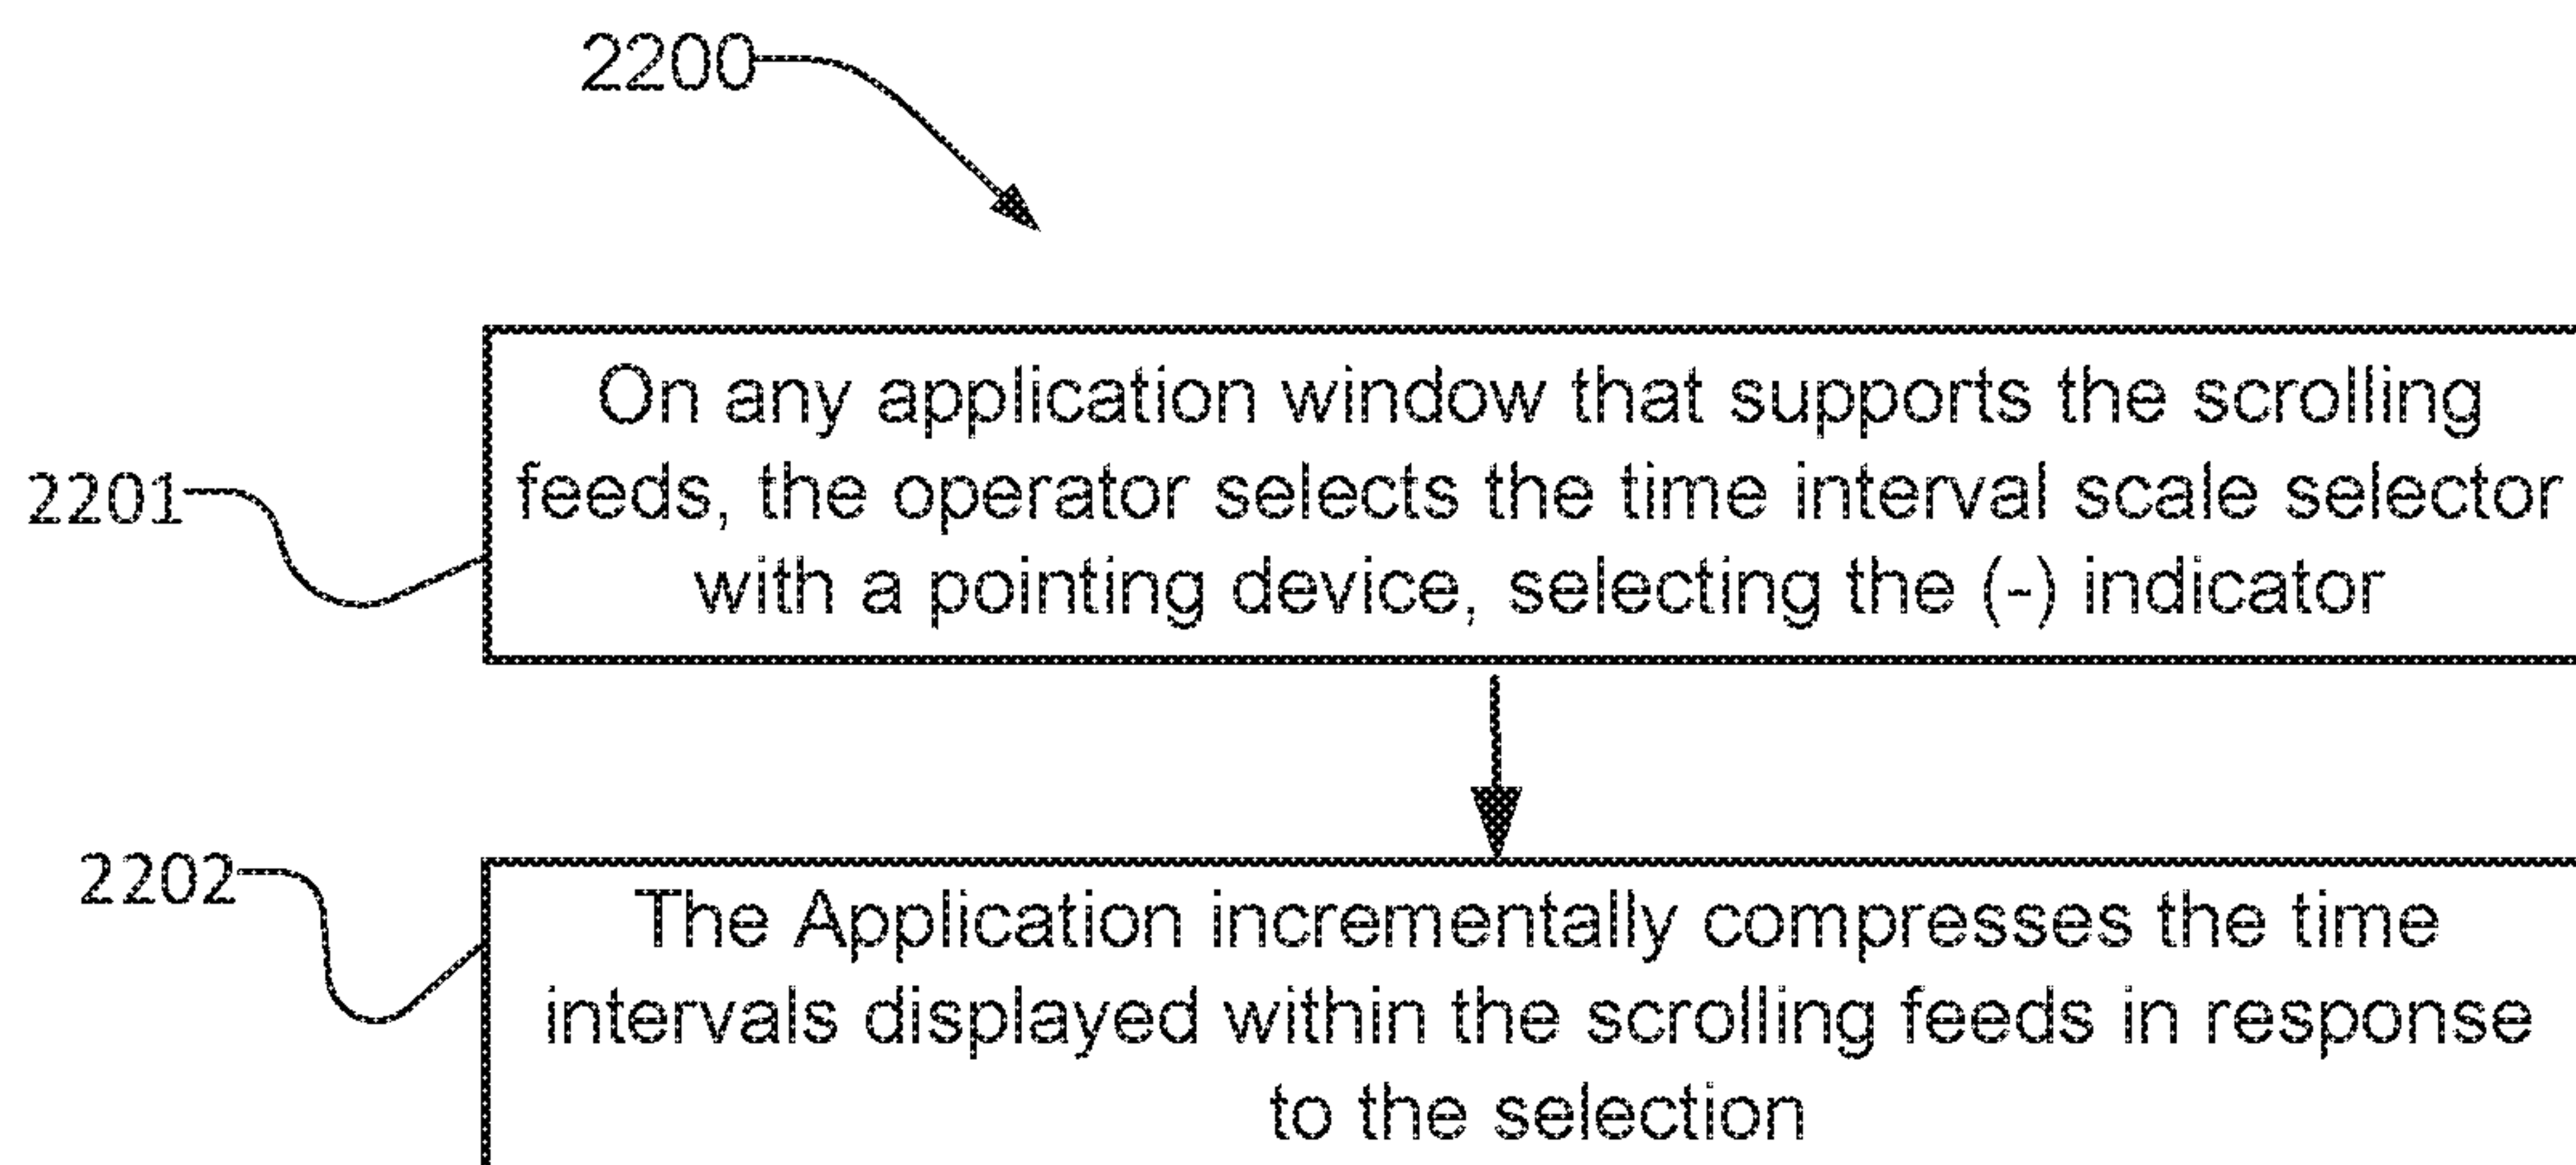 2200
On any application window that supports the scrolling
feeds, the operator selects the time interval scale selector
with a pointing device, selecting the (-) indicator
2201
2202
The Application incrementally compresses the time
intervals displayed within the scrolling feeds in response
to the selection